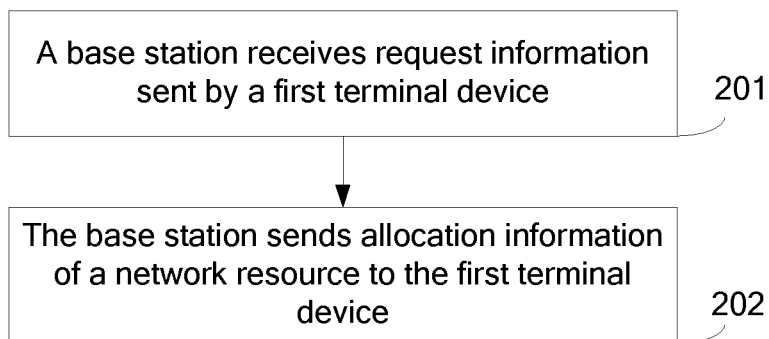 A base station receives request information
sent by a first terminal device
201
The base station sends allocation information
of a network resource to the first terminal
device
202